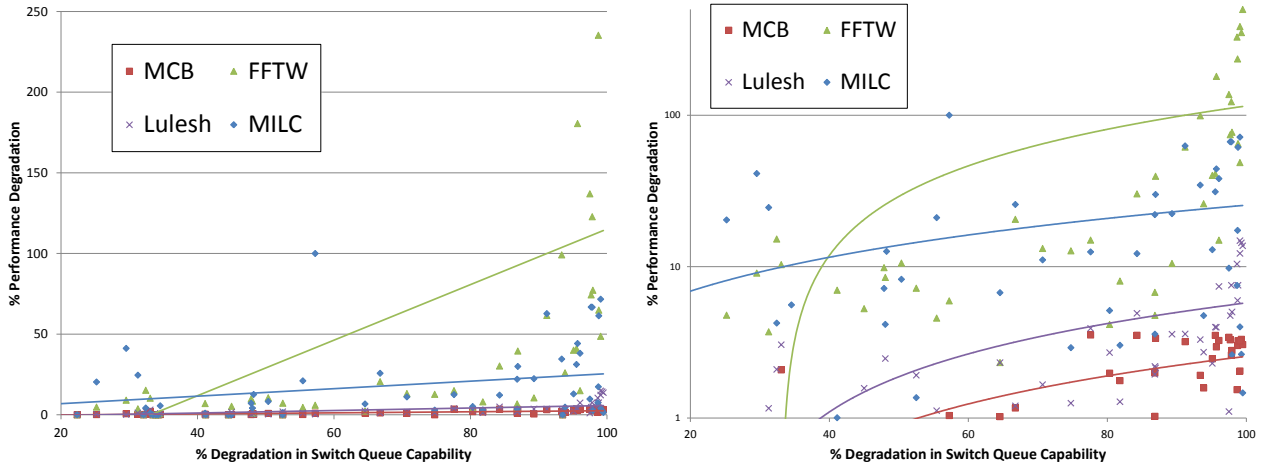 250
200
150
100
50
0
% Performance Degradation
MCB FFTW
Lulesh MILC
20 40 60 80 100
% Degradation in Switch Queue Capability
100
10
1
% Performance Degradation
MCB FFTW
Lulesh MILC
20 40 60 80 100
% Degradation in Switch Queue Capability